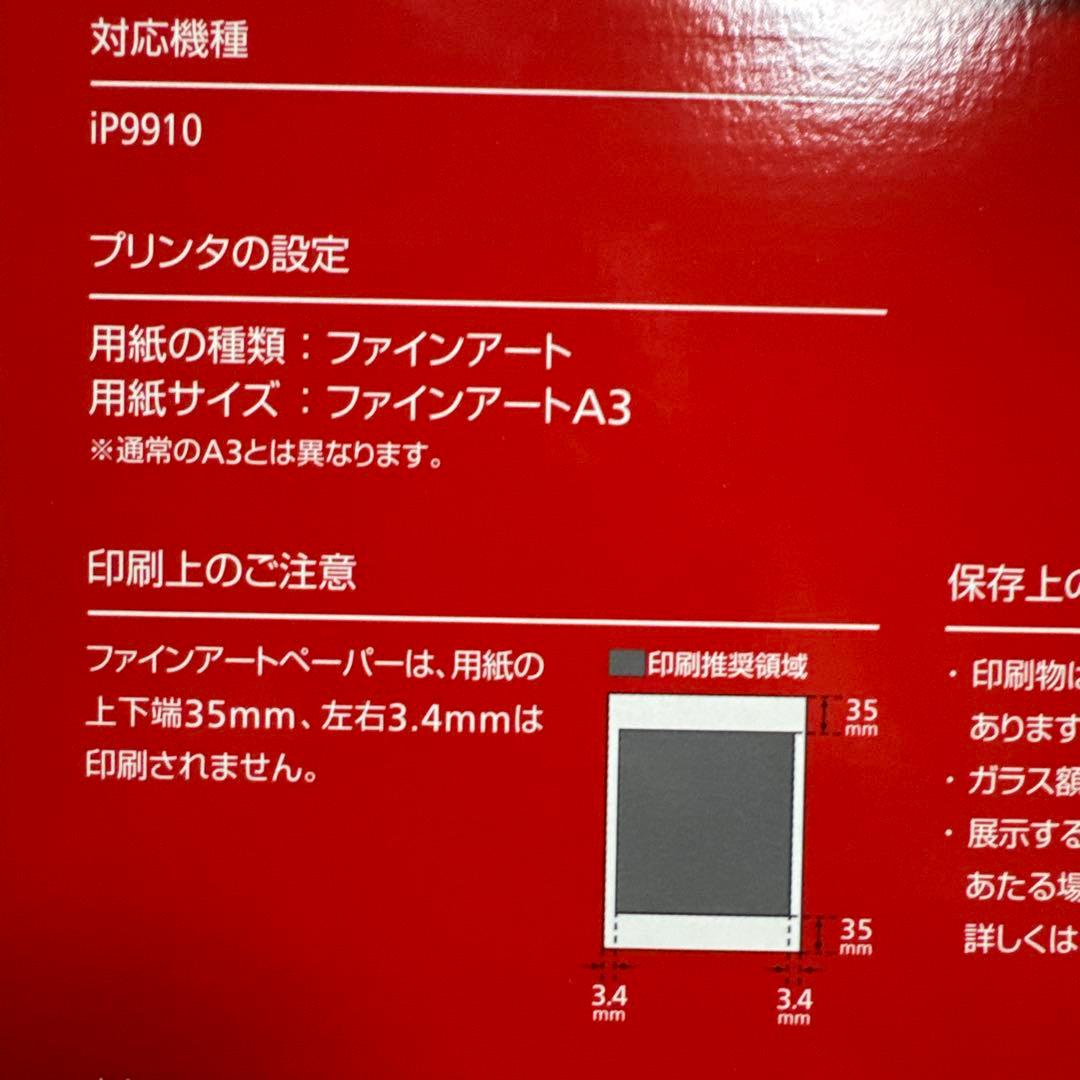 対応機種
iP9910
プリンタの設定
用紙の種類：ファインアート
用紙サイズ：ファインアートA3
※通常のA3とは異なります。
印刷上のご注意
ファインアートペーパーは、用紙の
上下端35mm、左右3.4mmは
印刷されません。
印刷推奨領域
35
mm
35
mm
3.4
mm
3.4
mm
保存上の
・印刷物は
あります
・ガラス額
・展示する
あたる場
詳しくは